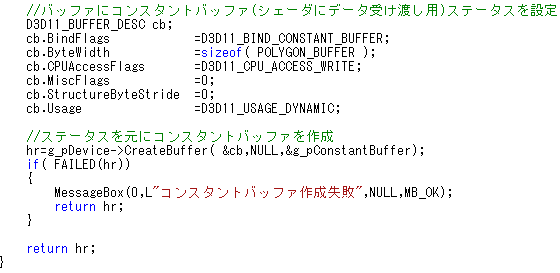 //バッファにコンスタントバッファ(シェーダにデータ受け渡し用)ステータスを設定
D3D11_BUFFER_DESC cb;
cb.BindFlags =D3D11_BIND_CONSTANT_BUFFER;
cb.ByteWidth =sizeof( POLYGON_BUFFER );
cb.CPUAccessFlags =D3D11_CPU_ACCESS_WRITE;
cb.MiscFlags =0;
cb.StructureByteStride =0;
cb.Usage =D3D11_USAGE_DYNAMIC;
//ステータスを元にコンスタントバッファを作成
hr=g_pDevice->CreateBuffer( &cb,NULL,&g_pConstantBuffer);
if( FAILED(hr))
{
MessageBox(0,L"コンスタントバッファ作成失敗",NULL,MB_OK);
return hr;
}
return hr;
}